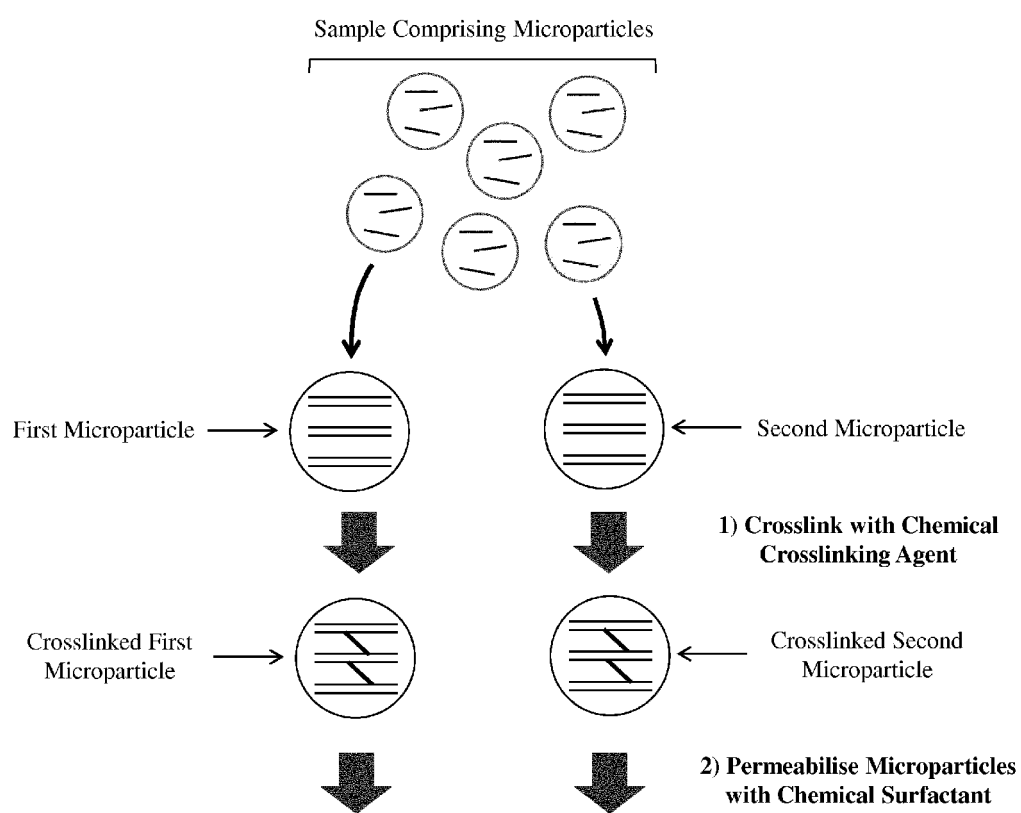 Sample Comprising Microparticles
First Microparticle
Second Microparticle
1) Crosslink with Chemical
Crosslinking Agent
Crosslinked First
Microparticle
Crosslinked Second
Microparticle
2) Permeabilise Microparticles
with Chemical Surfactant